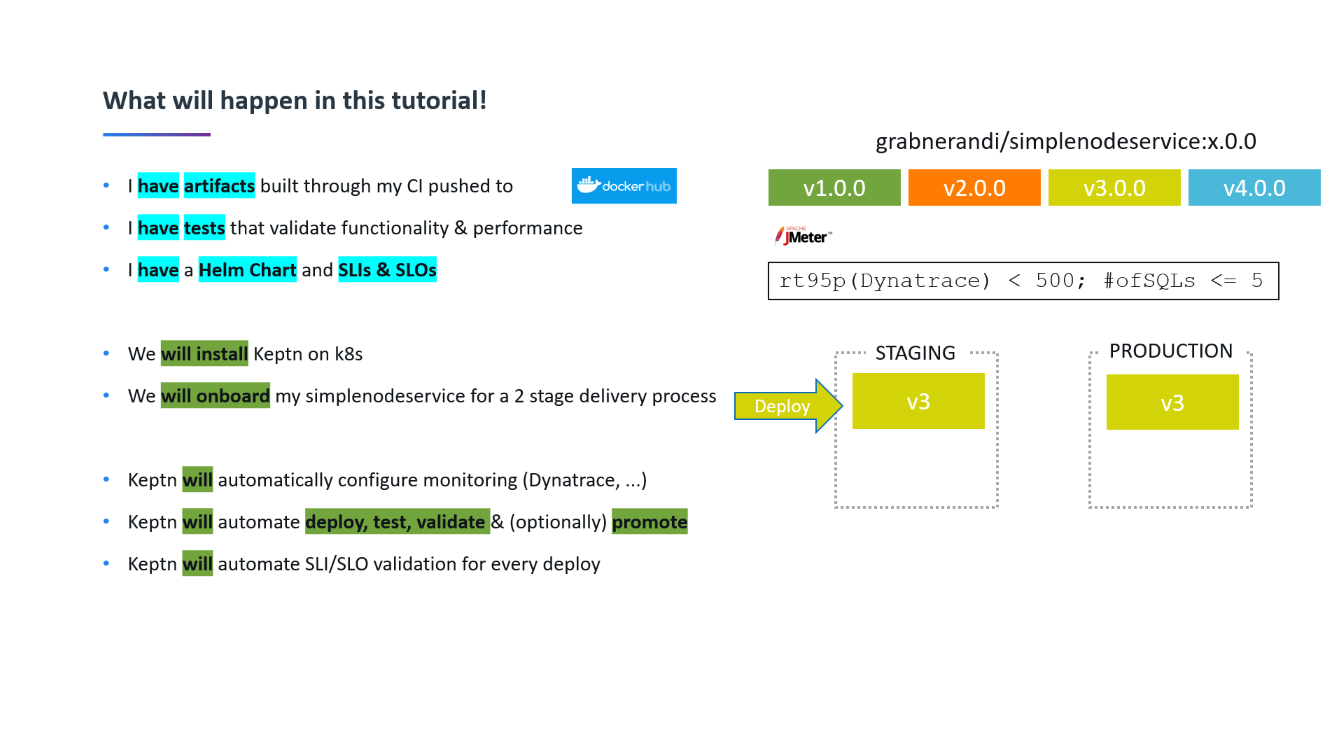 What will happen in this tutorial!
• I have artifacts built through my CI pushed to
dockerhub
• I have tests that validate functionality & performance
• I have a Helm Chart and SLIs & SLOs
• We will install Keptn on k8s
• We will onboard my simplenodeservice for a 2 stage delivery process
• Keptn will automatically configure monitoring (Dynatrace, ...)
• Keptn will automate deploy, test, validate & (optionally) promote
• Keptn will automate SLI/SLO validation for every deploy
grabnerandi/simplenodeservice:x.0.0
v1.0.0 v2.0.0 v3.0.0 v4.0.0
APACHE
JMeter™
rt95p(Dynatrace) < 500; #ofSQLs <= 5
STAGING PRODUCTION
Deploy v3 v3